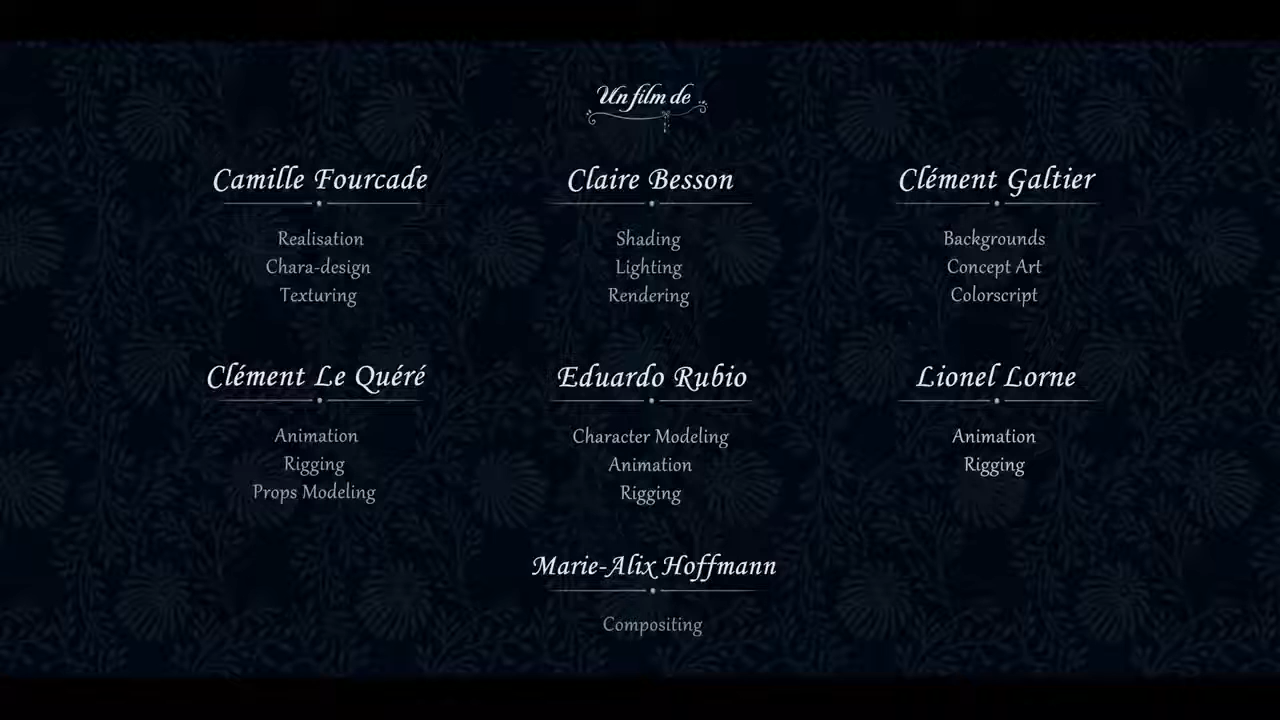 Un film de
Camille Fourcade
Realisation
Chara-design
Texturing
Claire Besson
Shading
Lighting
Rendering
Clément Galtier
Backgrounds
Concept Art
Colorscript
Clément Le Quéré
Animation
Rigging
Props Modeling
Eduardo Rubio
Character Modeling
Animation
Rigging
Lionel Lorne
Animation
Rigging
Marie-Alix Hoffmann
Compositing